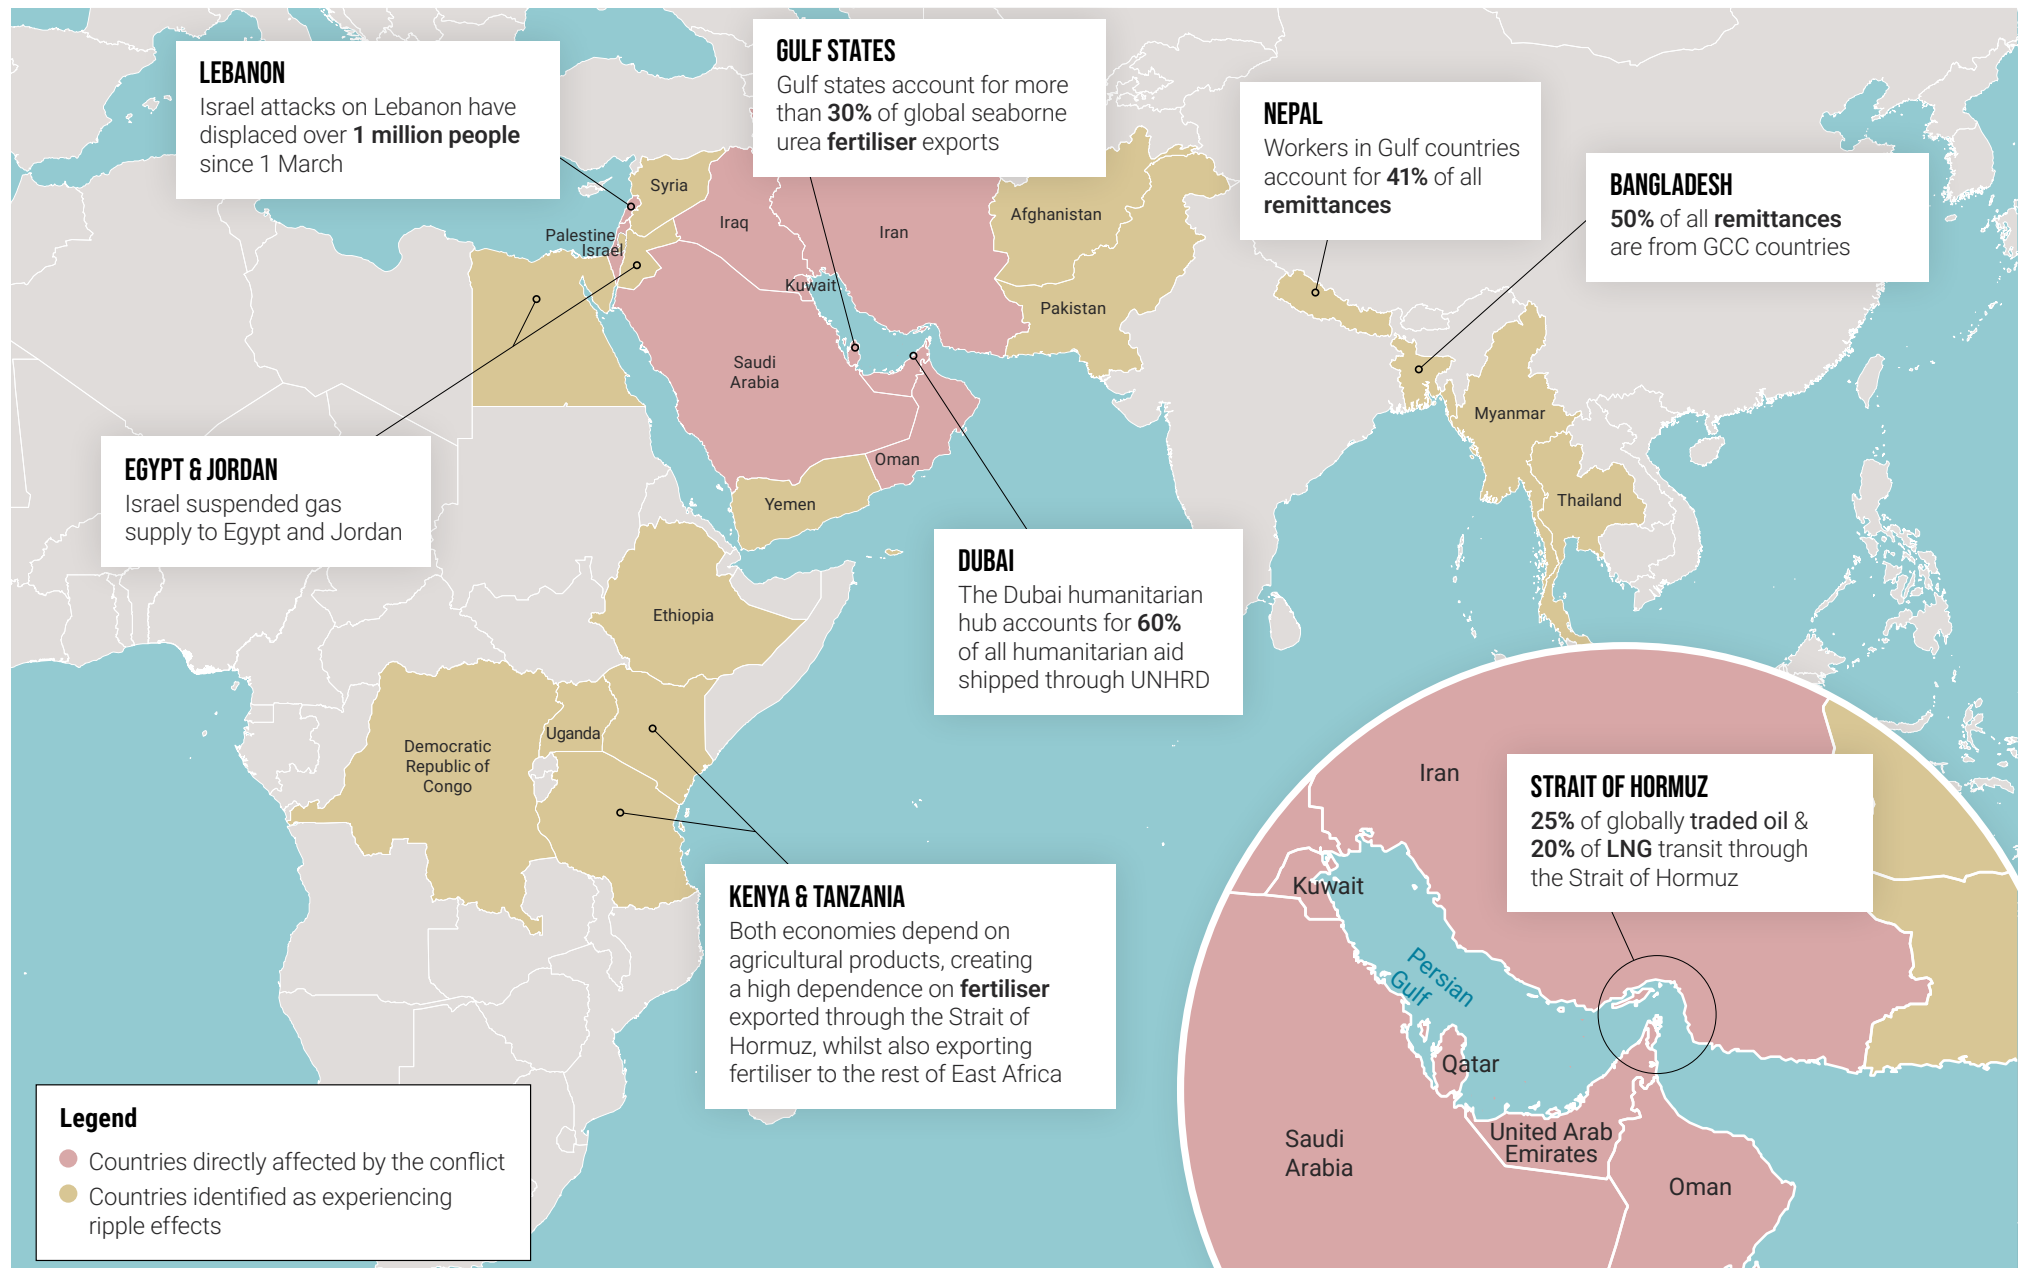 LEBANON
Israel attacks on Lebanon have
displaced over 1 million people
since 1 March
GULF STATES
Gulf states account for more
than 30% of global seaborne
urea fertiliser exports
NEPAL
Workers in Gulf countries
account for 41% of all
remittances
BANGLADESH
50% of all remittances
are from GCC countries
Syria
Palestine
Israel
Iraq
Iran
Afghanistan
Kuwait
Pakistan
Saudi
Arabia
Oman
Yemen
Myanmar
Thailand
EGYPT & JORDAN
Israel suspended gas
supply to Egypt and Jordan
DUBAI
The Dubai humanitarian
hub accounts for 60%
of all humanitarian aid
shipped through UNHRD
Ethiopia
Uganda
Democratic
Republic of
Congo
KENYA & TANZANIA
Both economies depend on
agricultural products, creating
a high dependence on fertiliser
exported through the Strait of
Hormuz, whilst also exporting
fertiliser to the rest of East Africa
STRAIT OF HORMUZ
25% of globally traded oil &
20% of LNG transit through
the Strait of Hormuz
Iran
Kuwait
Persian
Gulf
Qatar
United Arab
Emirates
Saudi
Arabia
Oman
Legend
Countries directly affected by the conflict
Countries identified as experiencing
ripple effects